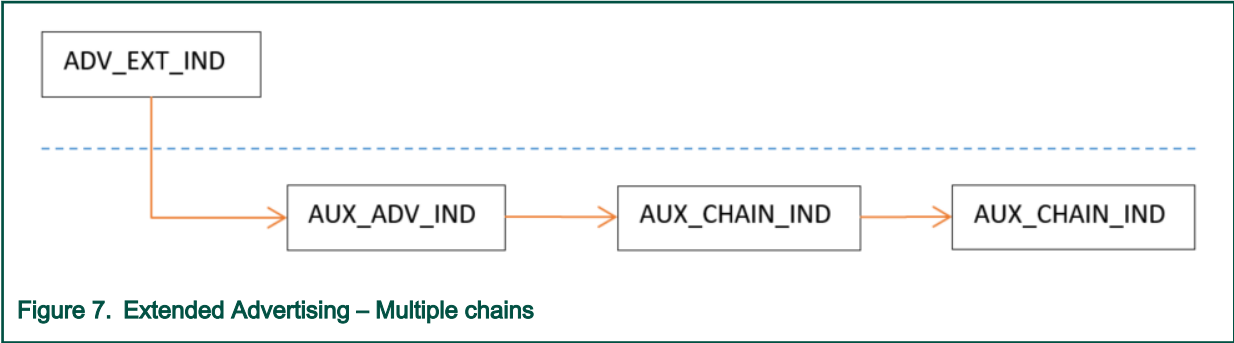 ADV_EXT_IND
AUX_ADV_IND
AUX_CHAIN_IND
AUX_CHAIN_IND
Figure 7. Extended Advertising – Multiple chains